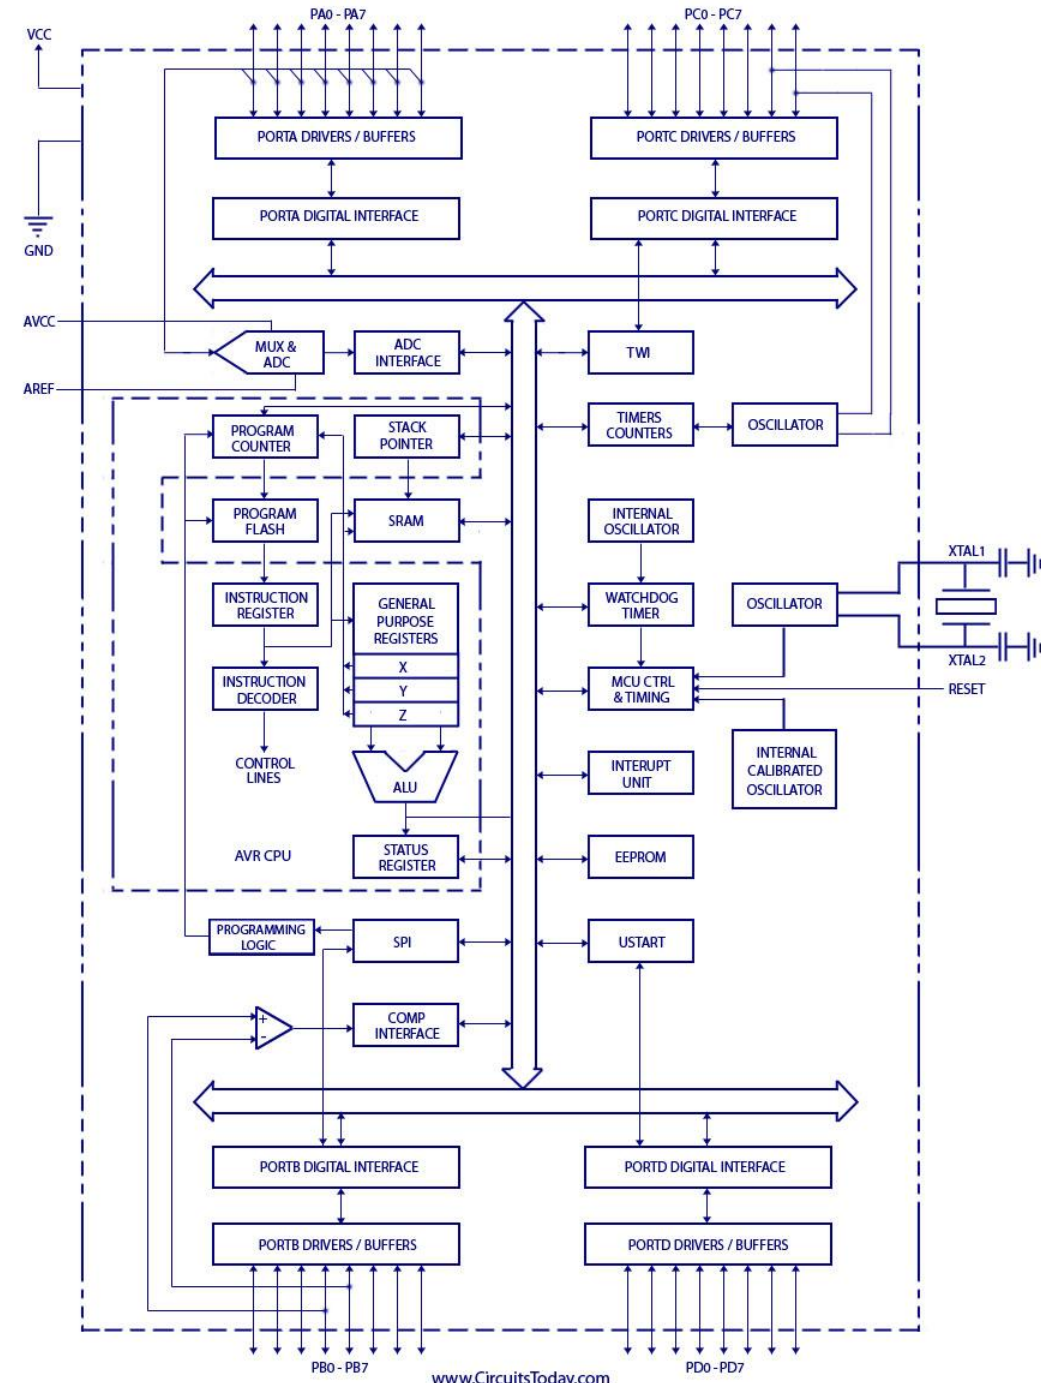 PA0 - PA7
PC0 - PC7
VCC
PORTA DRIVERS / BUFFERS
PORTC DRIVERS / BUFFERS
PORTA DIGITAL INTERFACE
PORTC DIGITAL INTERFACE
GND
AVCC
MUX &
ADC
ADC
INTERFACE
TWI
AREF
PROGRAM
COUNTER
STACK
POINTER
TIMERS
COUNTERS
OSCILLATOR
PROGRAM
FLASH
SRAM
INTERNAL
OSCILLATOR
XTAL1
INSTRUCTION
REGISTER
GENERAL
PURPOSE
REGISTERS
WATCHDOG
TIMER
OSCILLATOR
X
Y
Z
XTAL2
INSTRUCTION
DECODER
MCU CTRL
& TIMING
RESET
CONTROL
LINES
ALU
INTERUPT
UNIT
INTERNAL
CALIBRATED
OSCILLATOR
AVR CPU
STATUS
REGISTER
EEPROM
PROGRAMMING
LOGIC
SPI
USTART
+
-
COMP
INTERFACE
PORTB DIGITAL INTERFACE
PORTD DIGITAL INTERFACE
PORTB DRIVERS / BUFFERS
PORTD DRIVERS / BUFFERS
PB0 - PB7
PD0 - PD7
www.CircuitsToday.com